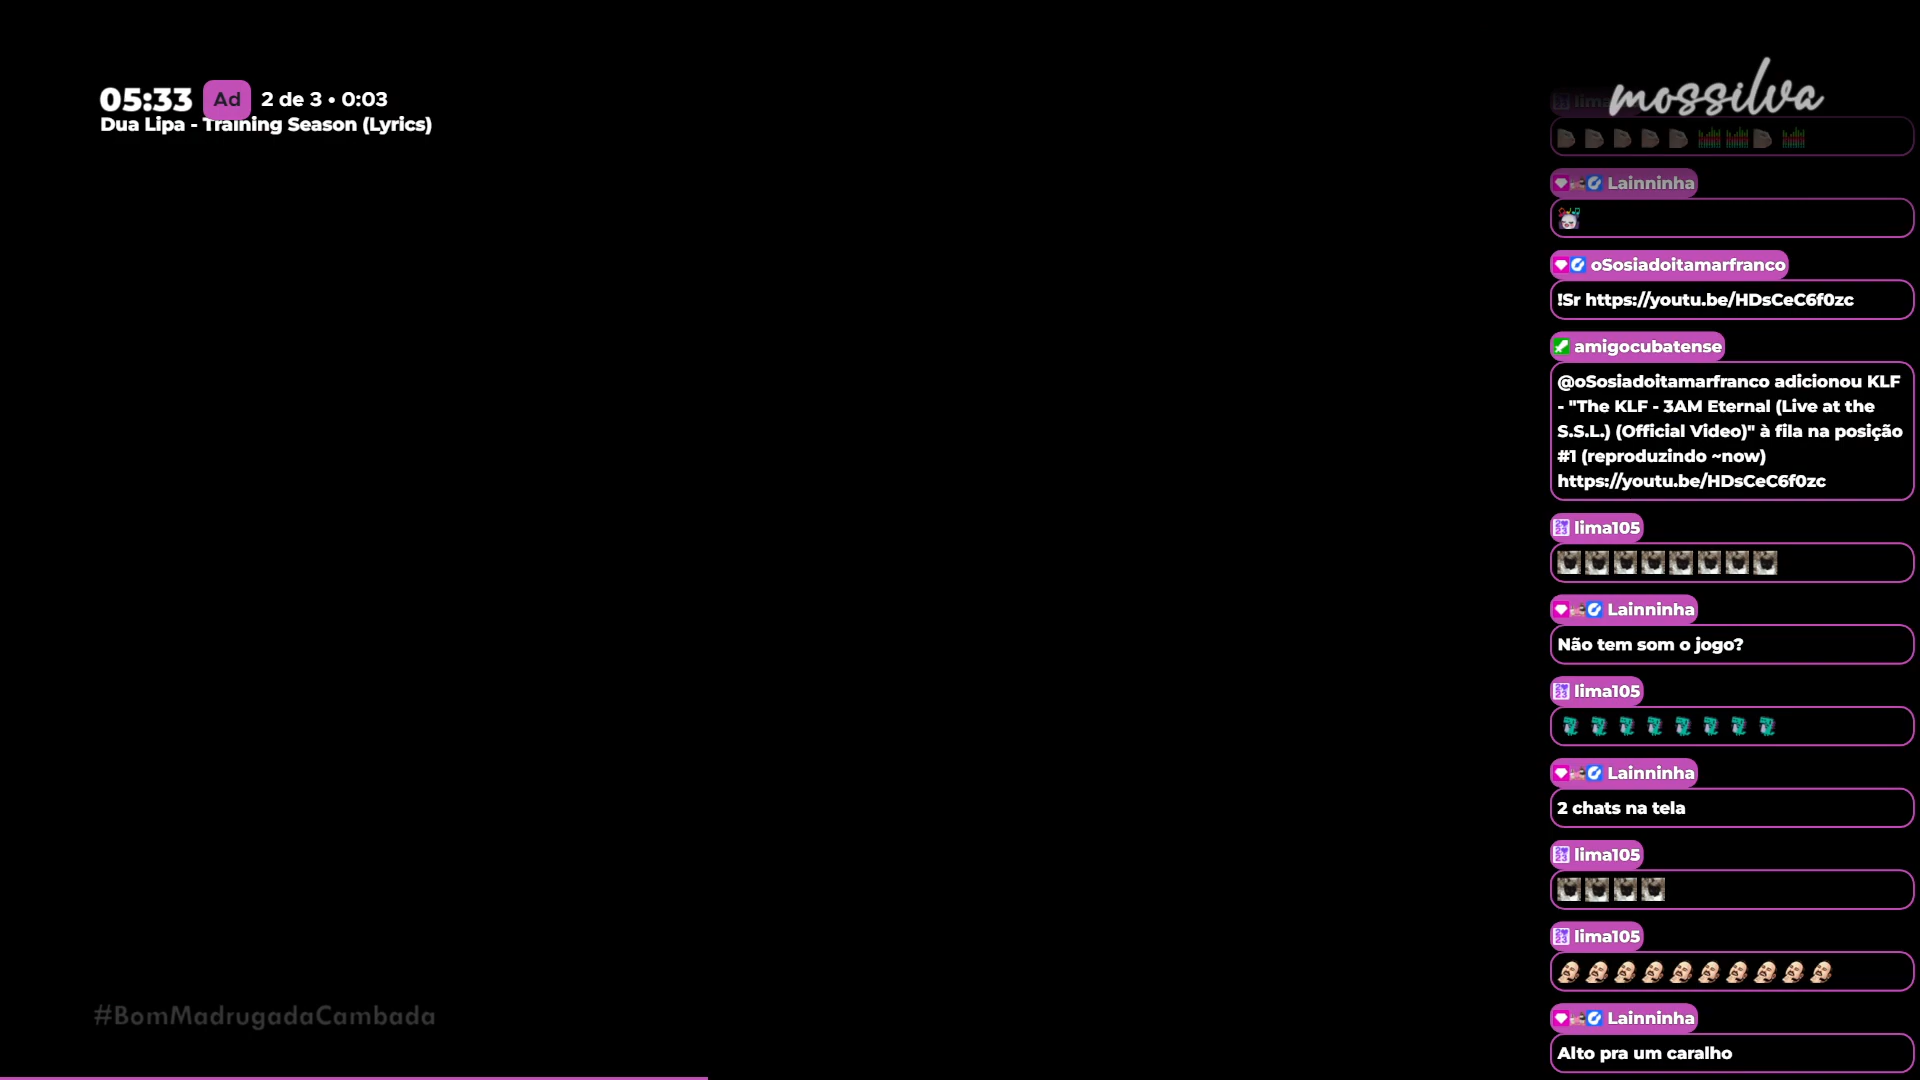 05:33 Ad 2 de 3 • 0:03
Dua Lipa - Training Season (Lyrics)
mossilva
lima
Lainninha
oSosiadoitamarfranco
!Sr https://youtu.be/HDsCeC6f0zc
amigocubatense
@oSosiadoitamarfranco adicionou KLF
- "The KLF - 3AM Eternal (Live at the
S.S.L.) (Official Video)" à fila na posição
#1 (reproduzindo ~now)
https://youtu.be/HDsCeC6f0zc
lima105
Lainninha
Não tem som o jogo?
lima105
Lainninha
2 chats na tela
lima105
lima105
Lainninha
Alto pra um caralho
#BomMadrugadaCambada